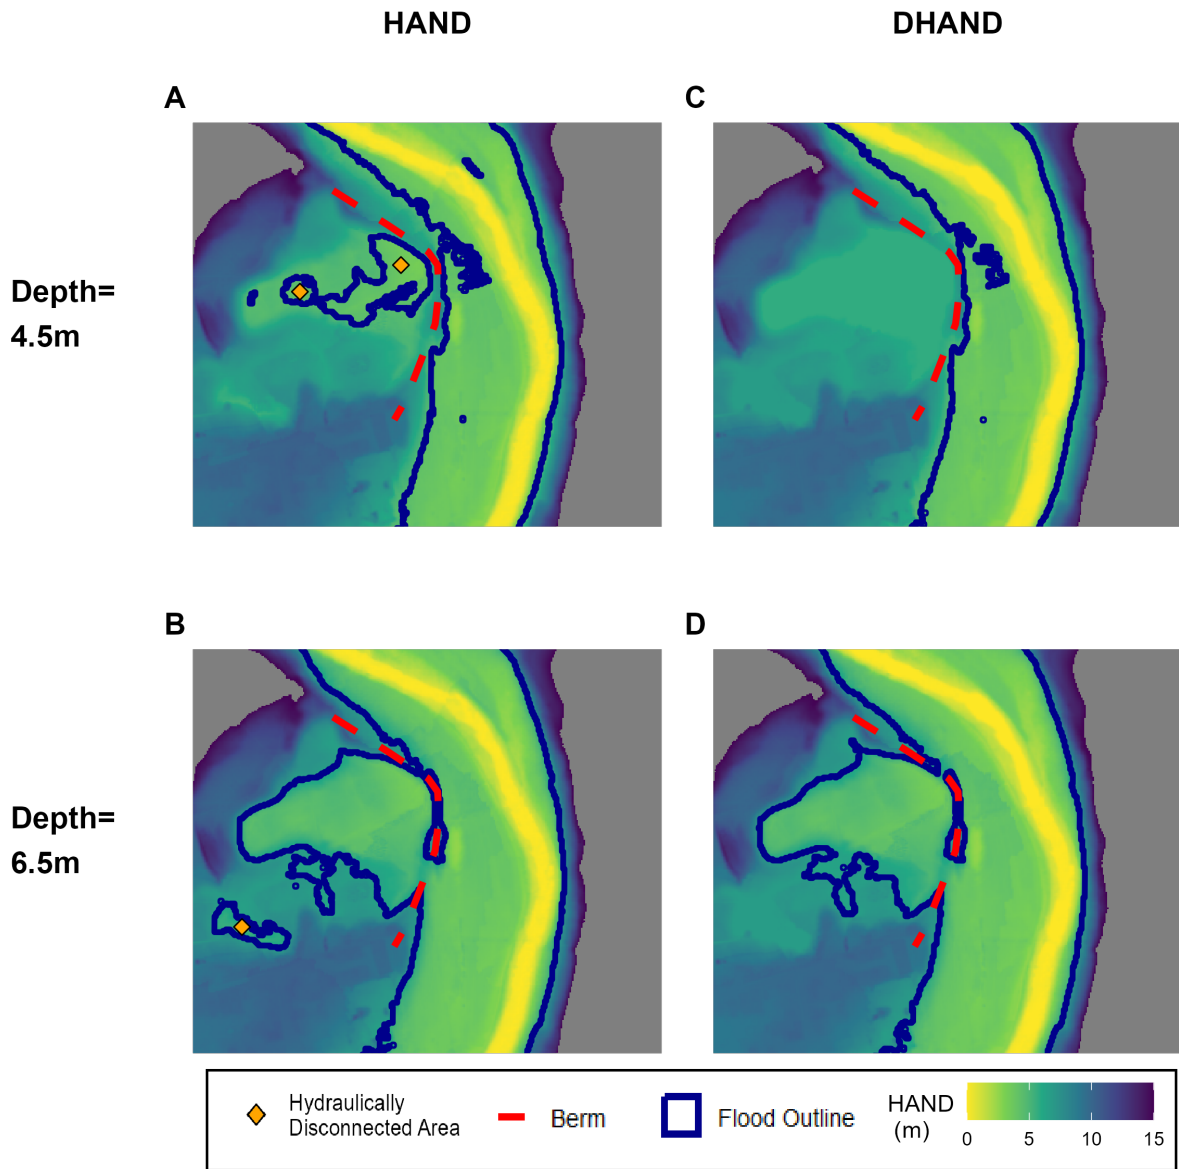 HAND
DHAND
A
C
Depth=
4.5m
B
D
Depth=
6.5m
Hydraulically
Disconnected Area
Berm
Flood Outline
HAND
(m)
0 5 10 15